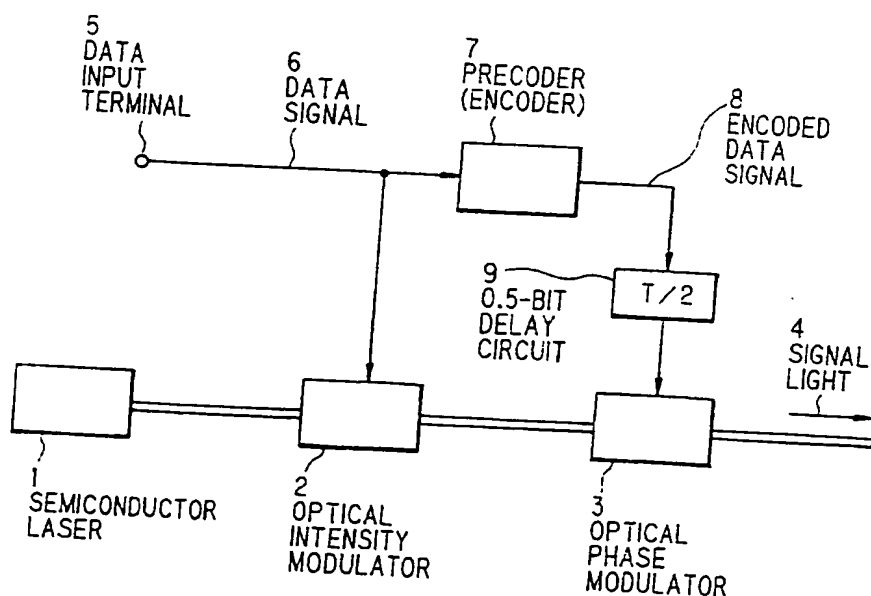 5
DATA
INPUT
TERMINAL
6
DATA
SIGNAL
7
PRECODER
(ENCODER)
8
ENCODED
DATA
SIGNAL
9
0.5-BIT
DELAY
CIRCUIT
T/2
4
SIGNAL
LIGHT
1
SEMICONDUCTOR
LASER
2
OPTICAL
INTENSITY
MODULATOR
3
OPTICAL
PHASE
MODULATOR